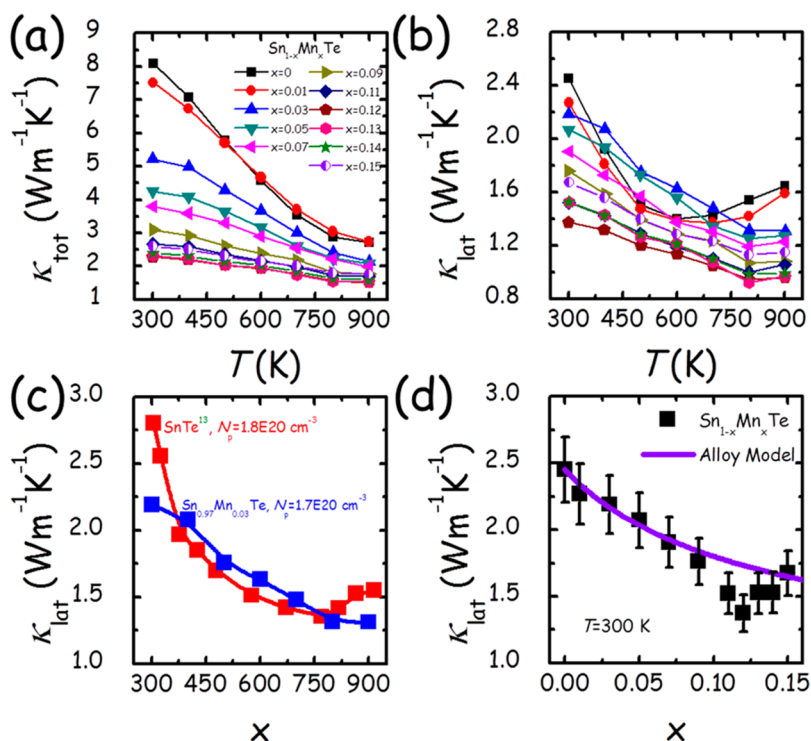 (a)
κtot (Wm⁻¹K⁻¹)
9
8
7
6
5
4
3
2
1
Sn1-xMnxTe
x=0 x=0.09
x=0.01 x=0.11
x=0.03 x=0.12
x=0.05 x=0.13
x=0.07 x=0.14
x=0.15
300 450 600 750 900
T(K)
(b)
κlat (Wm⁻¹K⁻¹)
2.8
2.4
2.0
1.6
1.2
0.8
300 450 600 750 900
T(K)
(c)
κlat (Wm⁻¹K⁻¹)
3.0
2.5
2.0
1.5
1.0
SnTe¹³, Np=1.8E20 cm⁻³
Sn0.97Mn0.03Te, Np=1.7E20 cm⁻³
300 450 600 750 900
x
(d)
κlat (Wm⁻¹K⁻¹)
3.0
2.5
2.0
1.5
1.0
Sn1-xMnxTe
Alloy Model
T=300 K
0.00 0.05 0.10 0.15
x